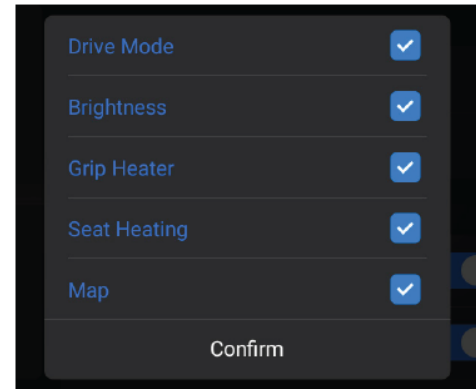 Drive Mode
Brightness
Grip Heater
Seat Heating
Map
Confirm